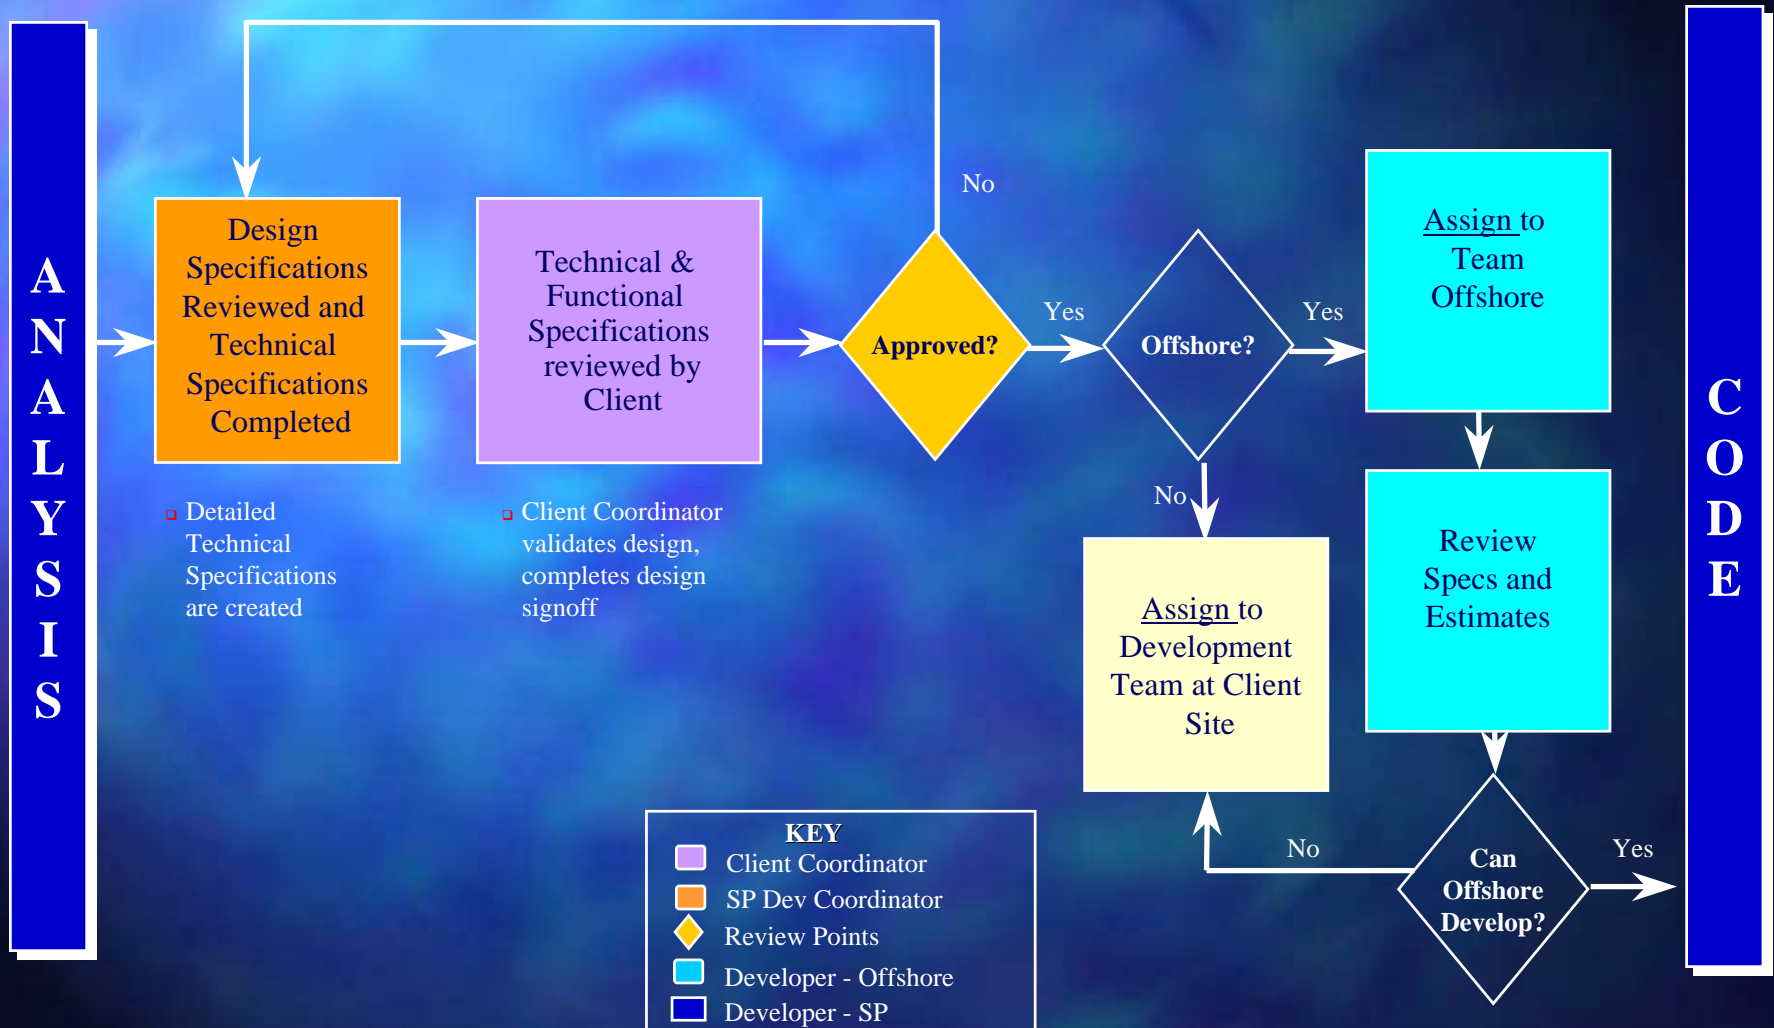 ANALYSIS
Design
Specifications
Reviewed and
Technical
Specifications
Completed
Detailed
Technical
Specifications
are created
Technical &
Functional
Specifications
reviewed by
Client
Client Coordinator
validates design,
completes design
signoff
Approved?
No
Yes
Offshore?
Yes
No
Assign to
Team
Offshore
Review
Specs and
Estimates
Assign to
Development
Team at Client
Site
Can
Offshore
Develop?
No
Yes
CODE
KEY
Client Coordinator
SP Dev Coordinator
Review Points
Developer - Offshore
Developer - SP